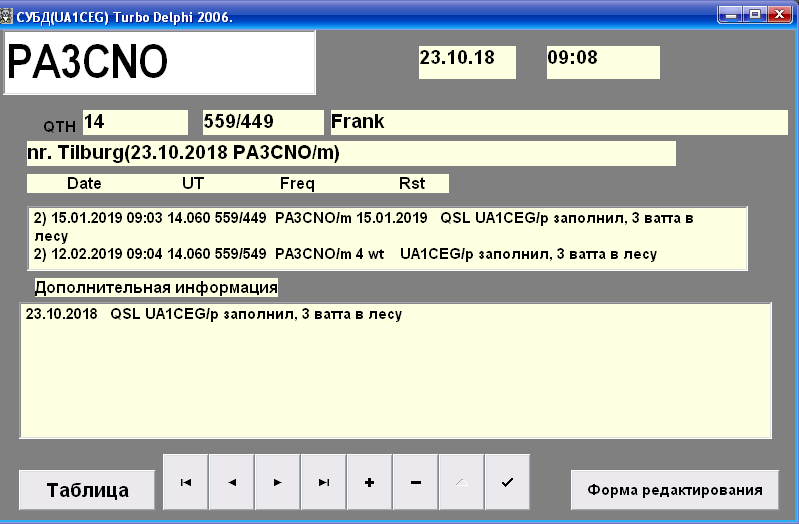 СУБД(UA1CEG) Turbo Delphi 2006.
PA3CNO 23.10.18 09:08
QTH 14 559/449 Frank
nr. Tilburg(23.10.2018 PA3CNO/m)
Date UT Freq Rst
2) 15.01.2019 09:03 14.060 559/449 PA3CNO/m 15.01.2019 QSL UA1CEG/p заполнил, 3 ватта в
лесу
2) 12.02.2019 09:04 14.060 559/549 PA3CNO/m 4 wt UA1CEG/p заполнил, 3 ватта в лесу
Дополнительная информация
23.10.2018 QSL UA1CEG/p заполнил, 3 ватта в лесу
Таблица Форма редактирования